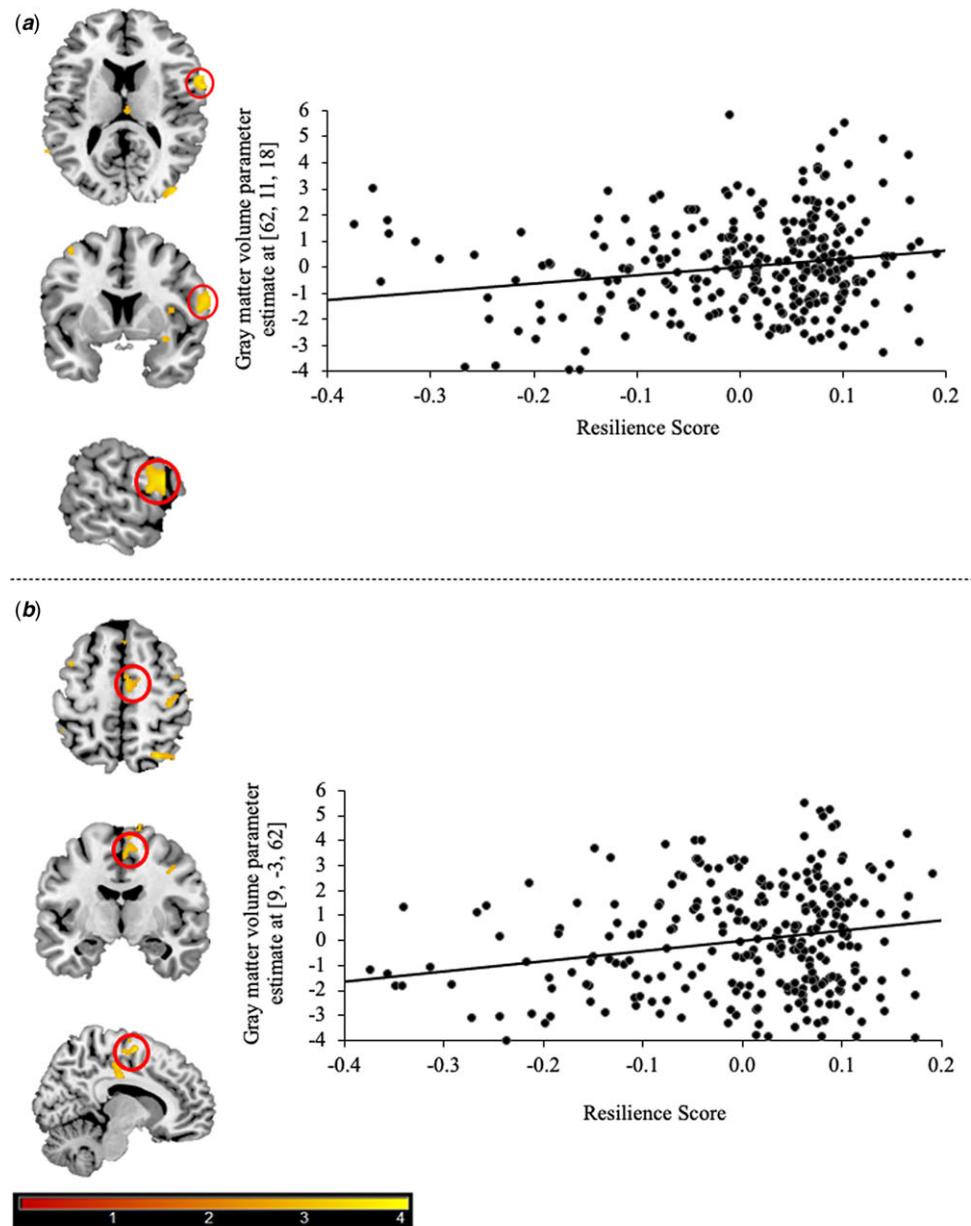 (a)
Gray matter volume parameter
estimate at [62, 11, 18]
6
5
4
3
2
1
0
-1
-2
-3
-4
-0.4 -0.3 -0.2 -0.1 0.0 0.1 0.2
Resilience Score
(b)
Gray matter volume parameter
estimate at [9, -3, 62]
6
5
4
3
2
1
0
-1
-2
-3
-4
-0.4 -0.3 -0.2 -0.1 0.0 0.1 0.2
Resilience Score
1 2 3 4